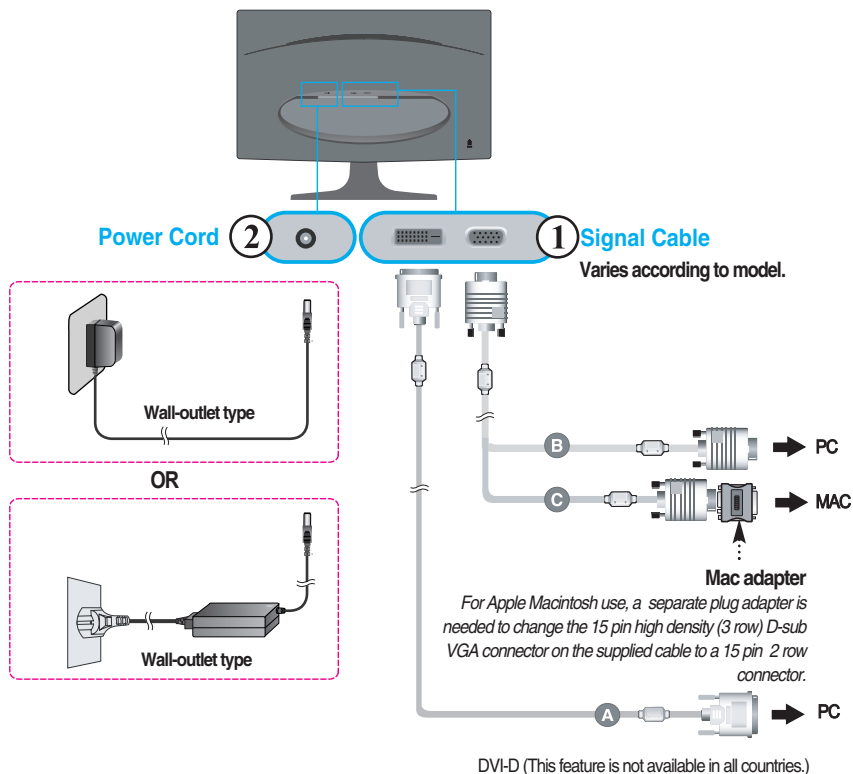 Power Cord 2
1 Signal Cable
Varies according to model.
Wall-outlet type
OR
Wall-outlet type
B PC
C MAC
Mac adapter
For Apple Macintosh use, a separate plug adapter is
needed to change the 15 pin high density (3 row) D-sub
VGA connector on the supplied cable to a 15 pin 2 row
connector.
A PC
DVI-D (This feature is not available in all countries.)